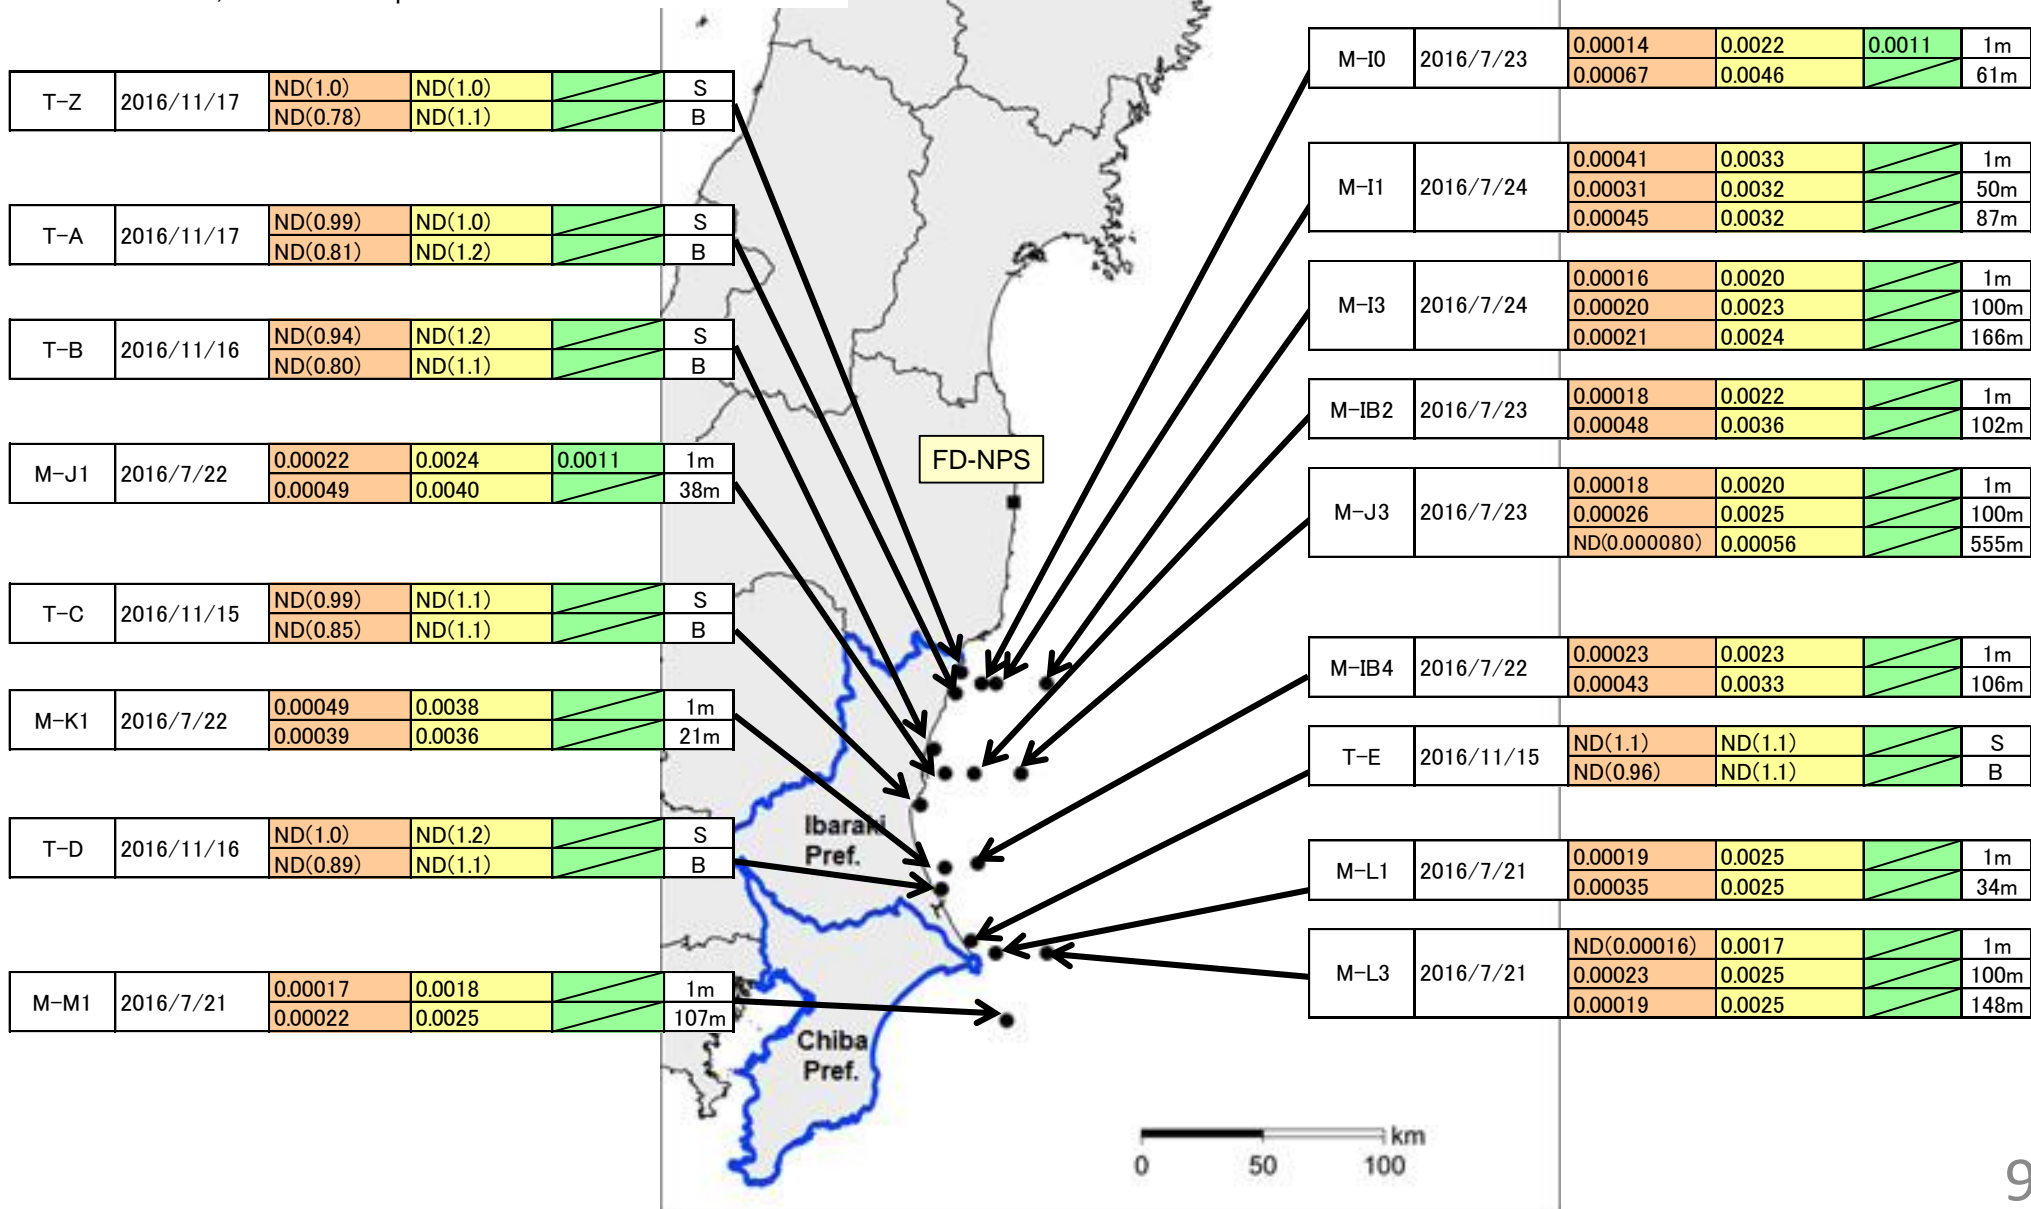 T-Z 2016/11/17 ND(1.0) ND(1.0) S
ND(0.78) ND(1.1) B
T-A 2016/11/17 ND(0.99) ND(1.0) S
ND(0.81) ND(1.2) B
T-B 2016/11/16 ND(0.94) ND(1.2) S
ND(0.80) ND(1.1) B
M-J1 2016/7/22 0.00022 0.0024 0.0011 1m
0.00049 0.0040 38m
T-C 2016/11/15 ND(0.99) ND(1.1) S
ND(0.85) ND(1.1) B
M-K1 2016/7/22 0.00049 0.0038 1m
0.00039 0.0036 21m
T-D 2016/11/16 ND(1.0) ND(1.2) S
ND(0.89) ND(1.1) B
M-M1 2016/7/21 0.00017 0.0018 1m
0.00022 0.0025 107m
FD-NPS
Ibaraki
Pref.
Chiba
Pref.
km
0 50 100
M-I0 2016/7/23 0.00014 0.0022 0.0011 1m
0.00067 0.0046 61m
M-I1 2016/7/24 0.00041 0.0033 1m
0.00031 0.0032 50m
0.00045 0.0032 87m
M-I3 2016/7/24 0.00016 0.0020 1m
0.00020 0.0023 100m
0.00021 0.0024 166m
M-IB2 2016/7/23 0.00018 0.0022 1m
0.00048 0.0036 102m
M-J3 2016/7/23 0.00018 0.0020 1m
0.00026 0.0025 100m
ND(0.000080) 0.00056 555m
M-IB4 2016/7/22 0.00023 0.0023 1m
0.00043 0.0033 106m
T-E 2016/11/15 ND(1.1) ND(1.1) S
ND(0.96) ND(1.1) B
M-L1 2016/7/21 0.00019 0.0025 1m
0.00035 0.0025 34m
M-L3 2016/7/21 ND(0.00016) 0.0017 1m
0.00023 0.0025 100m
0.00019 0.0025 148m
9